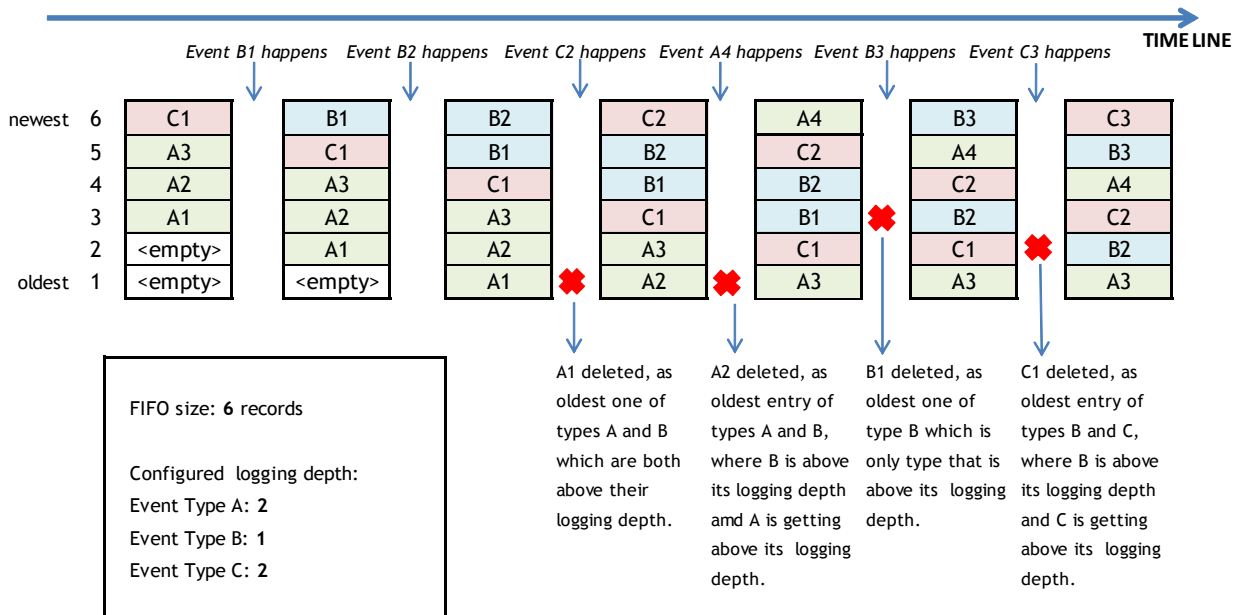 TIME LINE
Event B1 happens
Event B2 happens
Event C2 happens
Event A4 happens
Event B3 happens
Event C3 happens
newest 6 C1 B1 B2 C2 A4 B3 C3
5 A3 C1 B1 B2 C2 A4 B3
4 A2 A3 C1 B1 B2 C2 A4
3 A1 A2 A3 C1 B1 B2 C2
2 <empty> A1 A2 A3 C1 C1 B2
oldest 1 <empty> <empty> A1 A2 A3 A3 A3
FIFO size: 6 records
Configured logging depth:
Event Type A: 2
Event Type B: 1
Event Type C: 2
A1 deleted, as
oldest one of
types A and B
which are both
above their
logging depth.
A2 deleted, as
oldest entry of
types A and B,
where B is above
its logging depth
amd A is getting
above its logging
depth.
B1 deleted, as
oldest one of
type B which is
only type that is
above its logging
depth.
C1 deleted, as
oldest entry of
types B and C,
where B is above
its logging depth
and C is getting
above its logging
depth.